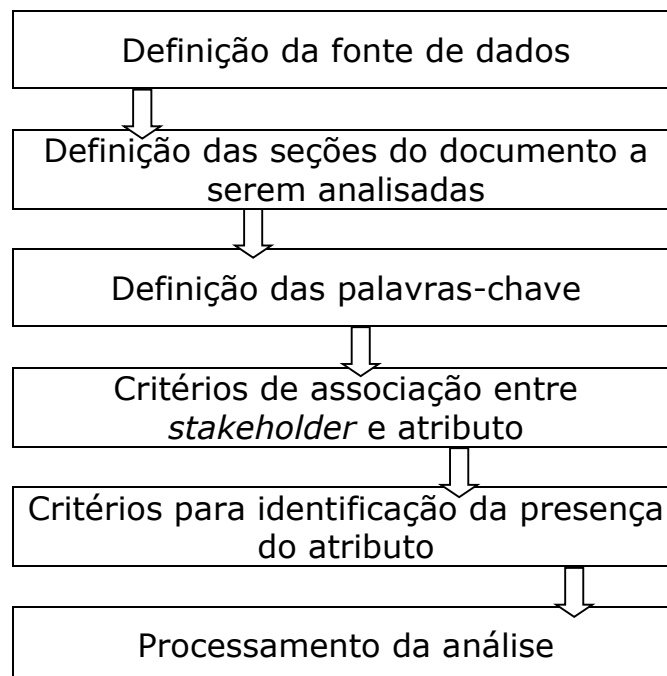 Definição da fonte de dados
Definição das seções do documento a
serem analisadas
Definição das palavras-chave
Critérios de associação entre
stakeholder e atributo
Critérios para identificação da presença
do atributo
Processamento da análise